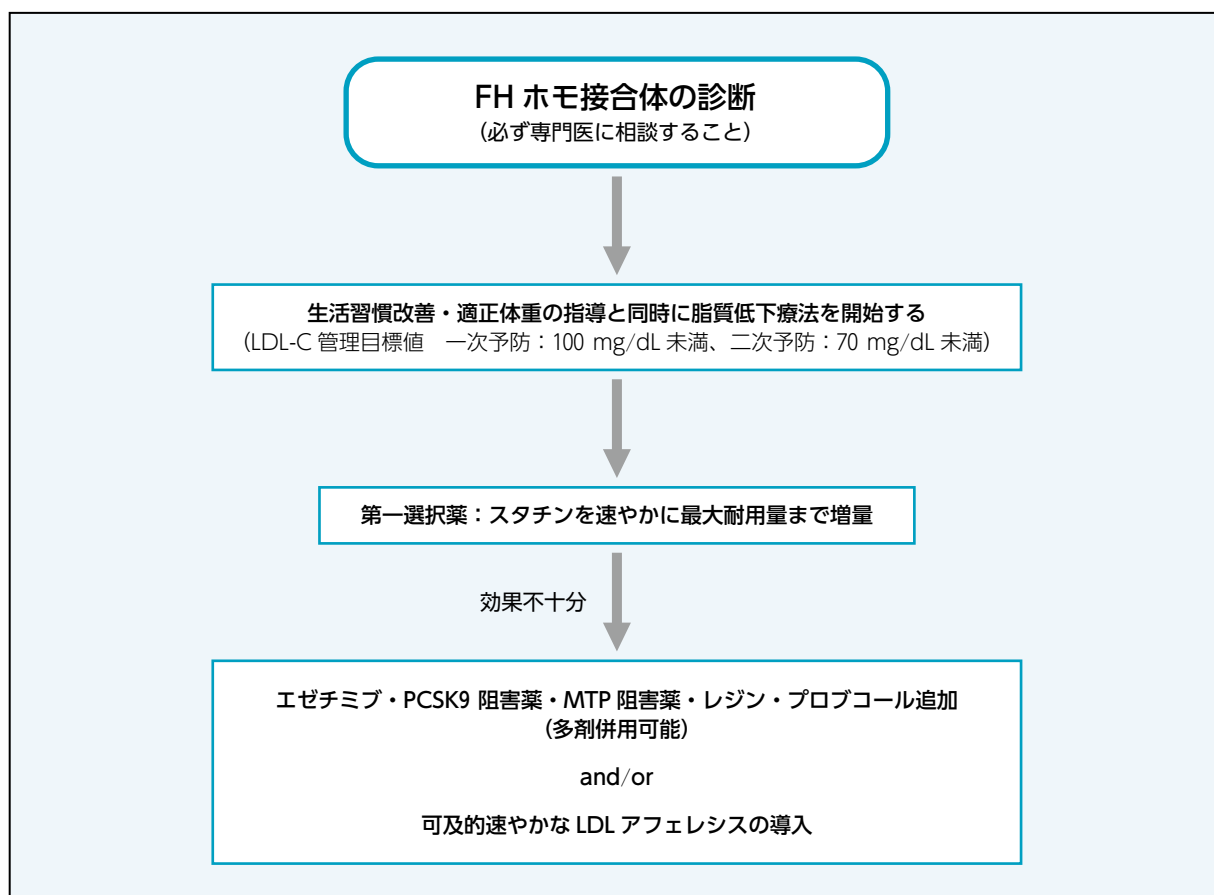 FH ホモ接合体の診断
（必ず専門医に相談すること）
生活習慣改善・適正体重の指導と同時に脂質低下療法を開始する
（LDL-C 管理目標値　一次予防：100 mg/dL 未満、二次予防：70 mg/dL 未満）
第一選択薬：スタチンを速やかに最大耐用量まで増量
効果不十分
エゼチミブ・PCSK9 阻害薬・MTP 阻害薬・レジン・プロブコール追加
（多剤併用可能）
and/or
可及的速やかな LDL アフェレシスの導入